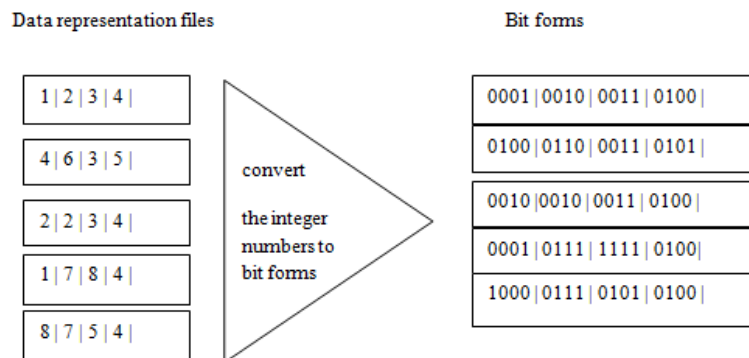 Data representation files
Bit forms
1 | 2 | 3 | 4 |
4 | 6 | 3 | 5 |
2 | 2 | 3 | 4 |
1 | 7 | 8 | 4 |
8 | 7 | 5 | 4 |
convert
the integer
numbers to
bit forms
0001 | 0010 | 0011 | 0100 |
0100 | 0110 | 0011 | 0101 |
0010 |0010 | 0011 | 0100 |
0001 | 0111 | 1111 | 0100|
1000 | 0111 | 0101 | 0100 |